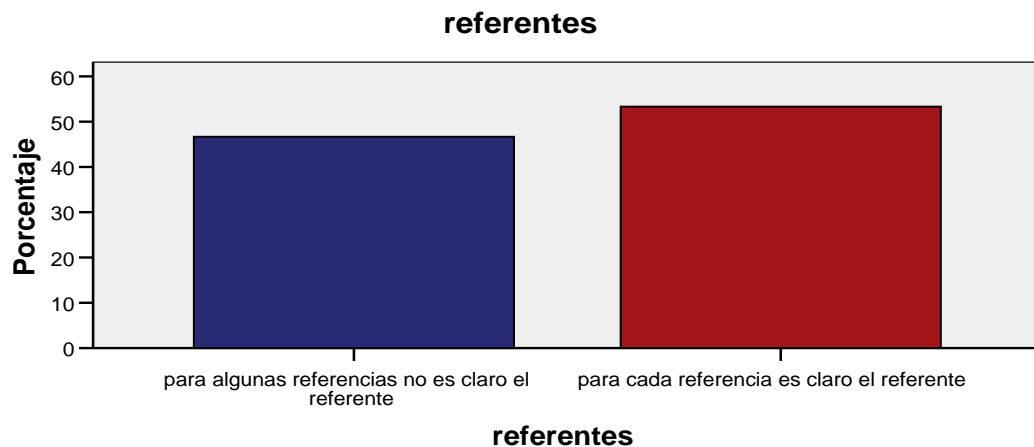 referentes
60
50
40
30
20
10
0
Porcentaje
para algunas referencias no es claro el
referente
para cada referencia es claro el referente
referentes